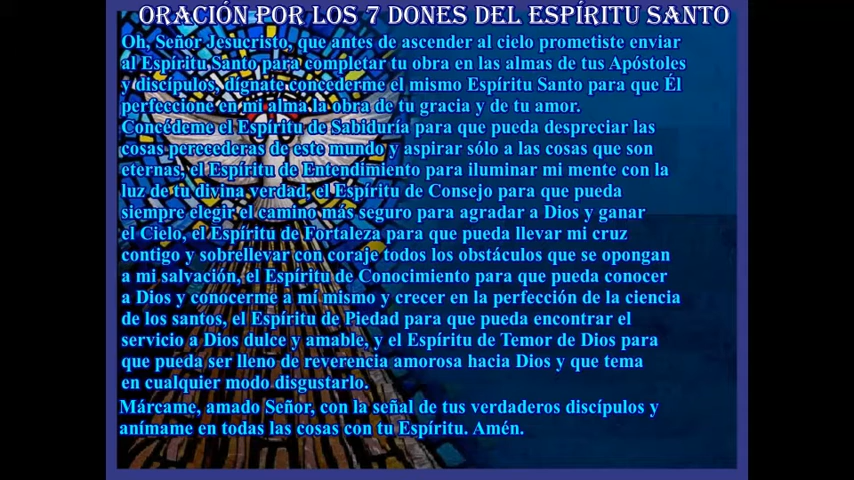 ORACIÓN POR LOS 7 DONES DEL ESPÍRITU SANTO
Oh, Señor Jesucristo, que antes de ascender al cielo prometiste enviar
al Espíritu Santo para completar tu obra en las almas de tus Apóstoles
y discípulos, dígnate concederme el mismo Espíritu Santo para que Él
perfeccione en mi alma la obra de tu gracia y de tu amor.
Concédeme el Espíritu de Sabiduría para que pueda despreciar las
cosas perecederas de este mundo y aspirar sólo a las cosas que son
eternas, el Espíritu de Entendimiento para iluminar mi mente con la
luz de tu divina verdad, el Espíritu de Consejo para que pueda
siempre elegir el camino más seguro para agradar a Dios y ganar
el Cielo, el Espíritu de Fortaleza para que pueda llevar mi cruz
contigo y sobrellevar con coraje todos los obstáculos que se opongan
a mi salvación, el Espíritu de Conocimiento para que pueda conocer
a Dios y conocerme a mí mismo y crecer en la perfección de la ciencia
de los santos, el Espíritu de Piedad para que pueda encontrar el
servicio a Dios dulce y amable, y el Espíritu de Temor de Dios para
que pueda ser lleno de reverencia amorosa hacia Dios y que tema
en cualquier modo disgustarlo.
Márcame, amado Señor, con la señal de tus verdaderos discípulos y
anímame en todas las cosas con tu Espíritu. Amén.